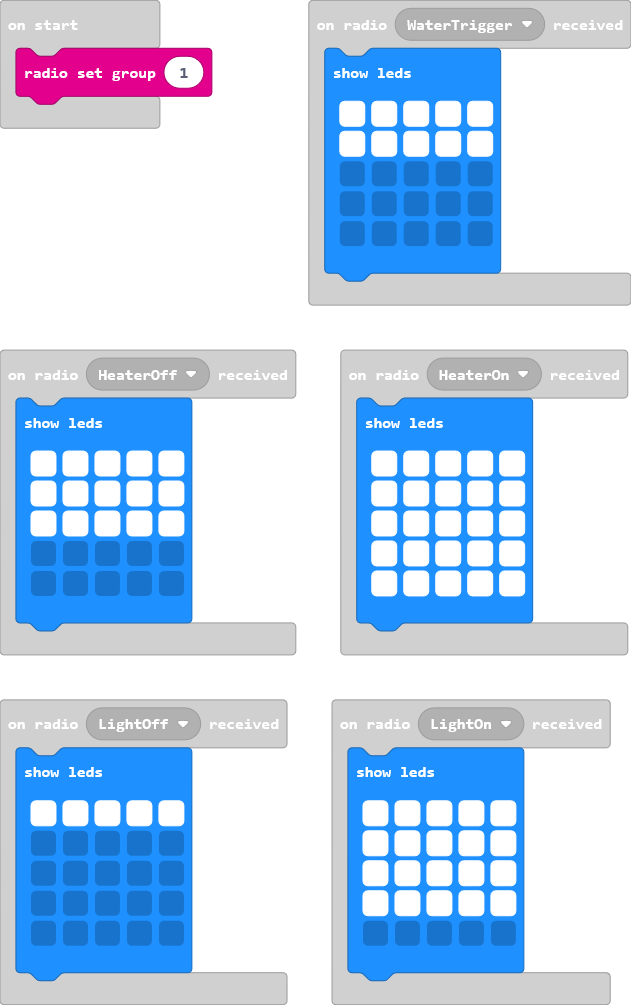 on start
radio set group 1
on radio WaterTrigger received
show leds
on radio HeaterOff received
show leds
on radio HeaterOn received
show leds
on radio LightOff received
show leds
on radio LightOn received
show leds